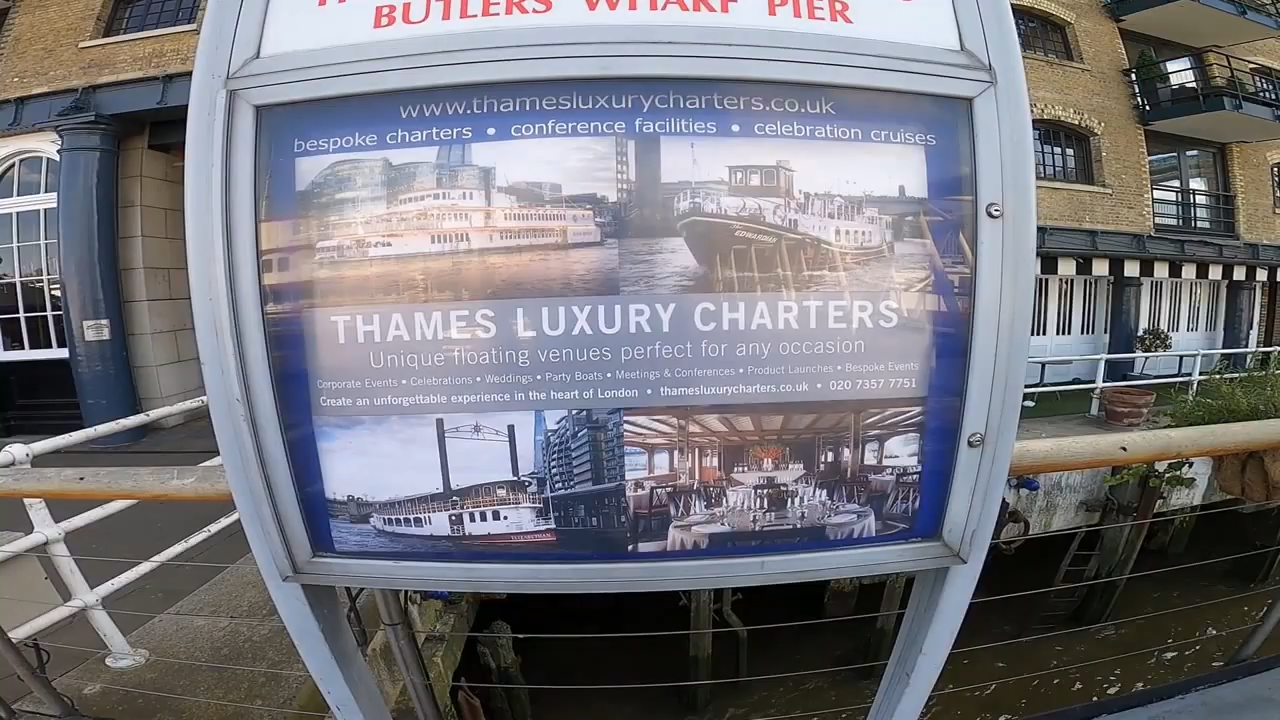 BUTLERS WHARF PIER
www.thamesluxurycharters.co.uk
bespoke charters • conference facilities • celebration cruises
EDWARDIAN
THAMES LUXURY CHARTERS
Unique floating venues perfect for any occasion
Corporate Events • Celebrations • Weddings • Party Boats • Meetings & Conferences • Product Launches • Bespoke Events
Create an unforgettable experience in the heart of London • thamesluxurycharters.co.uk • 020 7357 7751
ELIZABETHAN